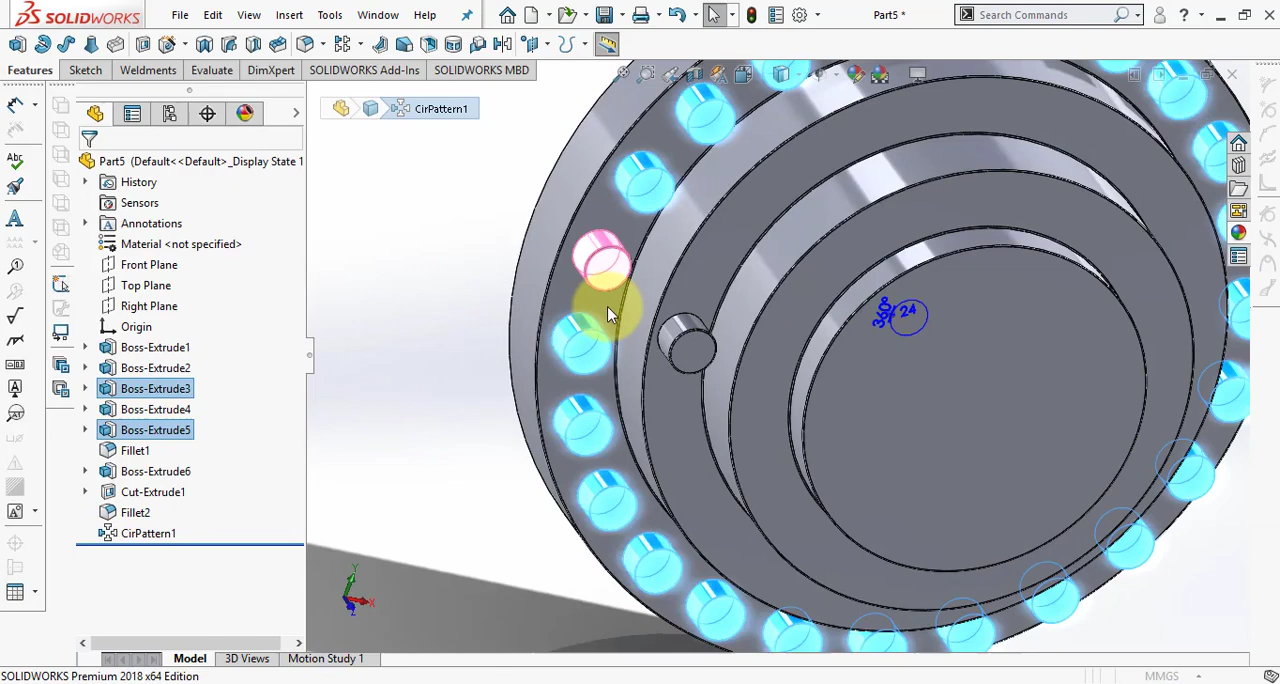 SOLIDWORKS File Edit View Insert Tools Window Help Part5 * Search Commands ?
Features Sketch Weldments Evaluate DimXpert SOLIDWORKS Add-Ins SOLIDWORKS MBD
CirPattern1
Part5 (Default<<Default>_Display State 1
History
Sensors
Annotations
Material <not specified>
Front Plane
Top Plane
Right Plane
Origin
Boss-Extrude1
Boss-Extrude2
Boss-Extrude3
Boss-Extrude4
Boss-Extrude5
Fillet1
Boss-Extrude6
Cut-Extrude1
Fillet2
CirPattern1
Abc
A
360°
24
Y
X
Z
Model 3D Views Motion Study 1
SOLIDWORKS Premium 2018 x64 Edition MMGS